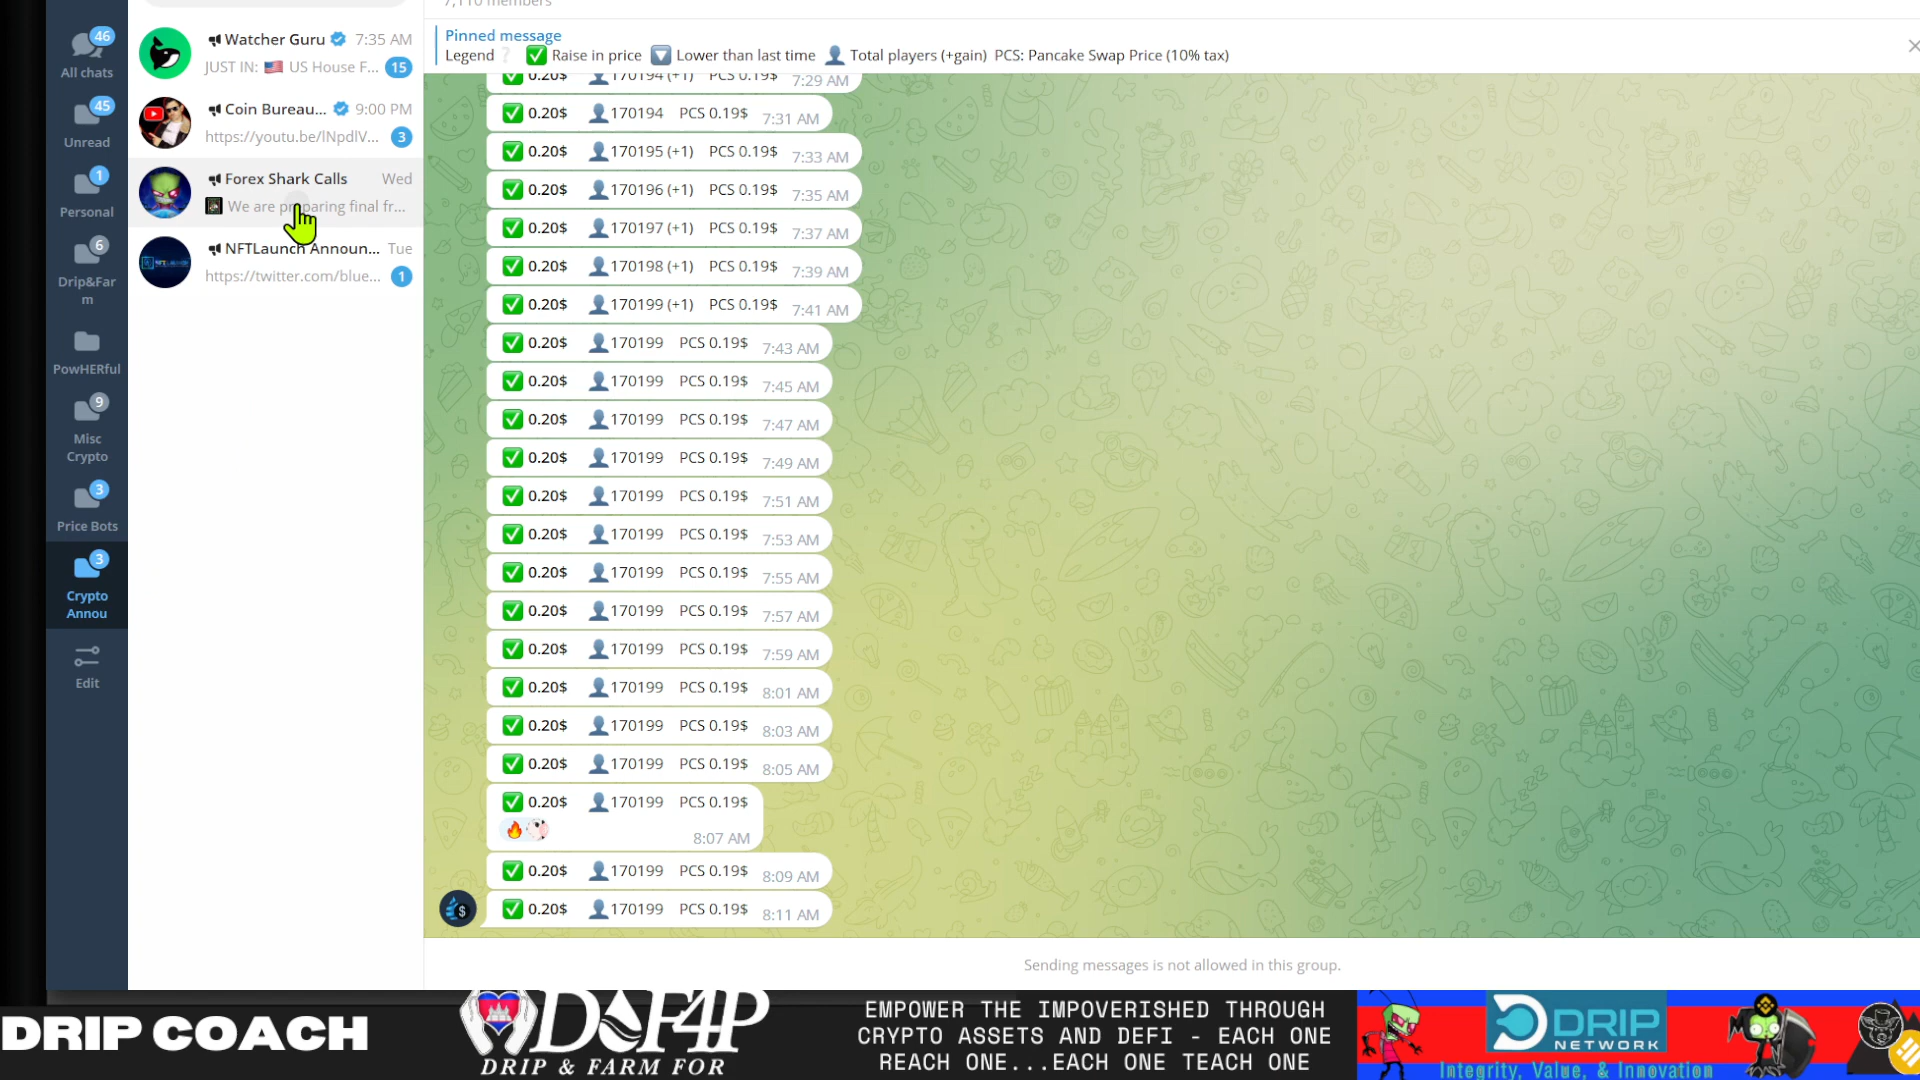 7,110 members
Pinned message
Legend ❔ ✅ Raise in price 🔽 Lower than last time 👤 Total players (+gain) PCS: Pancake Swap Price (10% tax)
46
All chats
45
Unread
1
Personal
6
Drip&Far
m
PowHERful
9
Misc
Crypto
3
Price Bots
3
Crypto
Annou
Edit
Watcher Guru 7:35 AM
JUST IN: 🇺🇸 US House F... 15
Coin Bureau... 9:00 PM
https://youtu.be/lNpdlV... 3
Forex Shark Calls Wed
We are preparing final fr...
NFTLaunch Announ... Tue
https://twitter.com/blue... 1
✅ 0.20$ 👤170194 (+1) PCS 0.19$ 7:29 AM
✅ 0.20$ 👤170194 PCS 0.19$ 7:31 AM
✅ 0.20$ 👤170195 (+1) PCS 0.19$ 7:33 AM
✅ 0.20$ 👤170196 (+1) PCS 0.19$ 7:35 AM
✅ 0.20$ 👤170197 (+1) PCS 0.19$ 7:37 AM
✅ 0.20$ 👤170198 (+1) PCS 0.19$ 7:39 AM
✅ 0.20$ 👤170199 (+1) PCS 0.19$ 7:41 AM
✅ 0.20$ 👤170199 PCS 0.19$ 7:43 AM
✅ 0.20$ 👤170199 PCS 0.19$ 7:45 AM
✅ 0.20$ 👤170199 PCS 0.19$ 7:47 AM
✅ 0.20$ 👤170199 PCS 0.19$ 7:49 AM
✅ 0.20$ 👤170199 PCS 0.19$ 7:51 AM
✅ 0.20$ 👤170199 PCS 0.19$ 7:53 AM
✅ 0.20$ 👤170199 PCS 0.19$ 7:55 AM
✅ 0.20$ 👤170199 PCS 0.19$ 7:57 AM
✅ 0.20$ 👤170199 PCS 0.19$ 7:59 AM
✅ 0.20$ 👤170199 PCS 0.19$ 8:01 AM
✅ 0.20$ 👤170199 PCS 0.19$ 8:03 AM
✅ 0.20$ 👤170199 PCS 0.19$ 8:05 AM
✅ 0.20$ 👤170199 PCS 0.19$
🔥 8:07 AM
✅ 0.20$ 👤170199 PCS 0.19$ 8:09 AM
✅ 0.20$ 👤170199 PCS 0.19$ 8:11 AM
Sending messages is not allowed in this group.
DRIP COACH
D&F4P
DRIP & FARM FOR
EMPOWER THE IMPOVERISHED THROUGH
CRYPTO ASSETS AND DEFI - EACH ONE
REACH ONE...EACH ONE TEACH ONE
DRIP
NETWORK
Integrity, Value, & Innovation